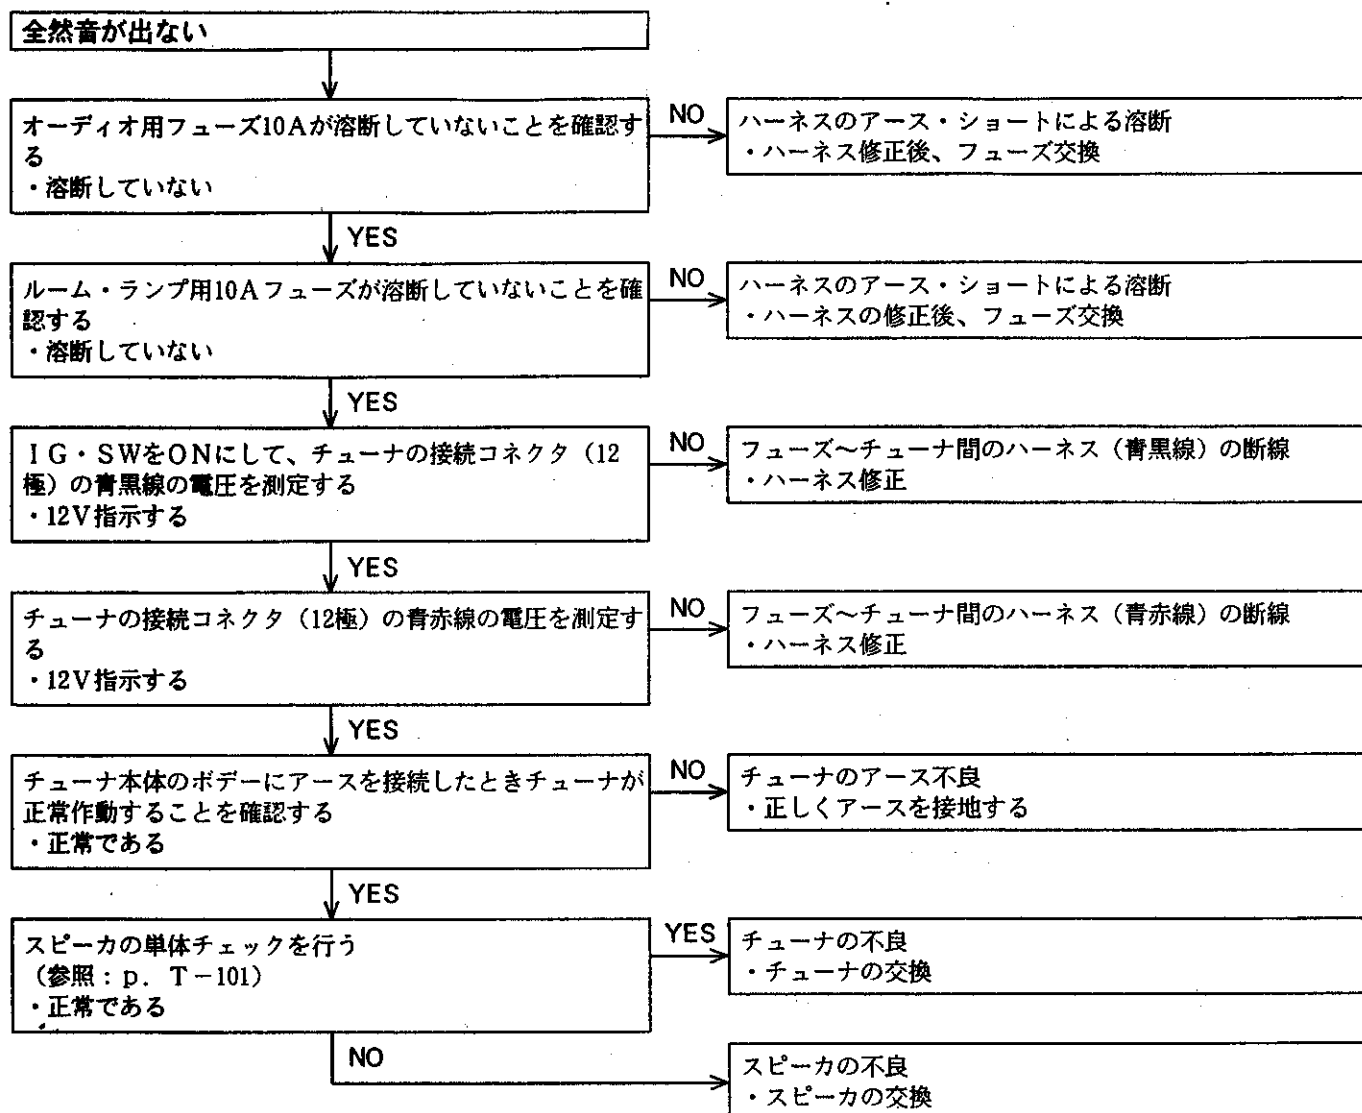 全然音が出ない
オーディオ用フューズ10Aが溶断していないことを確認す
る
・溶断していない
NO
ハーネスのアース・ショートによる溶断
・ハーネス修正後、フューズ交換
YES
ルーム・ランプ用10Aフューズが溶断していないことを確
認する
・溶断していない
NO
ハーネスのアース・ショートによる溶断
・ハーネスの修正後、フューズ交換
YES
IG・SWをONにして、チューナの接続コネクタ（12
極）の青黒線の電圧を測定する
・12V指示する
NO
フューズ～チューナ間のハーネス（青黒線）の断線
・ハーネス修正
YES
チューナの接続コネクタ（12極）の青赤線の電圧を測定す
る
・12V指示する
NO
フューズ～チューナ間のハーネス（青赤線）の断線
・ハーネス修正
YES
チューナ本体のボデーにアースを接続したときチューナが
正常作動することを確認する
・正常である
NO
チューナのアース不良
・正しくアースを接地する
YES
スピーカの単体チェックを行う
（参照：p. T－101）
・正常である
YES
チューナの不良
・チューナの交換
NO
スピーカの不良
・スピーカの交換